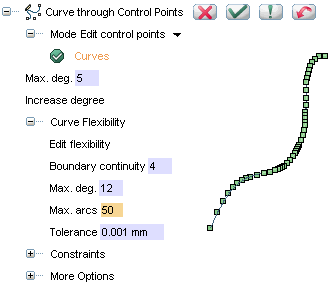 Curve through Control Points
Mode Edit control points
Curves
Max. deg. 5
Increase degree
Curve Flexibility
Edit flexibility
Boundary continuity 4
Max. deg. 12
Max. arcs 50
Tolerance 0.001 mm
Constraints
More Options